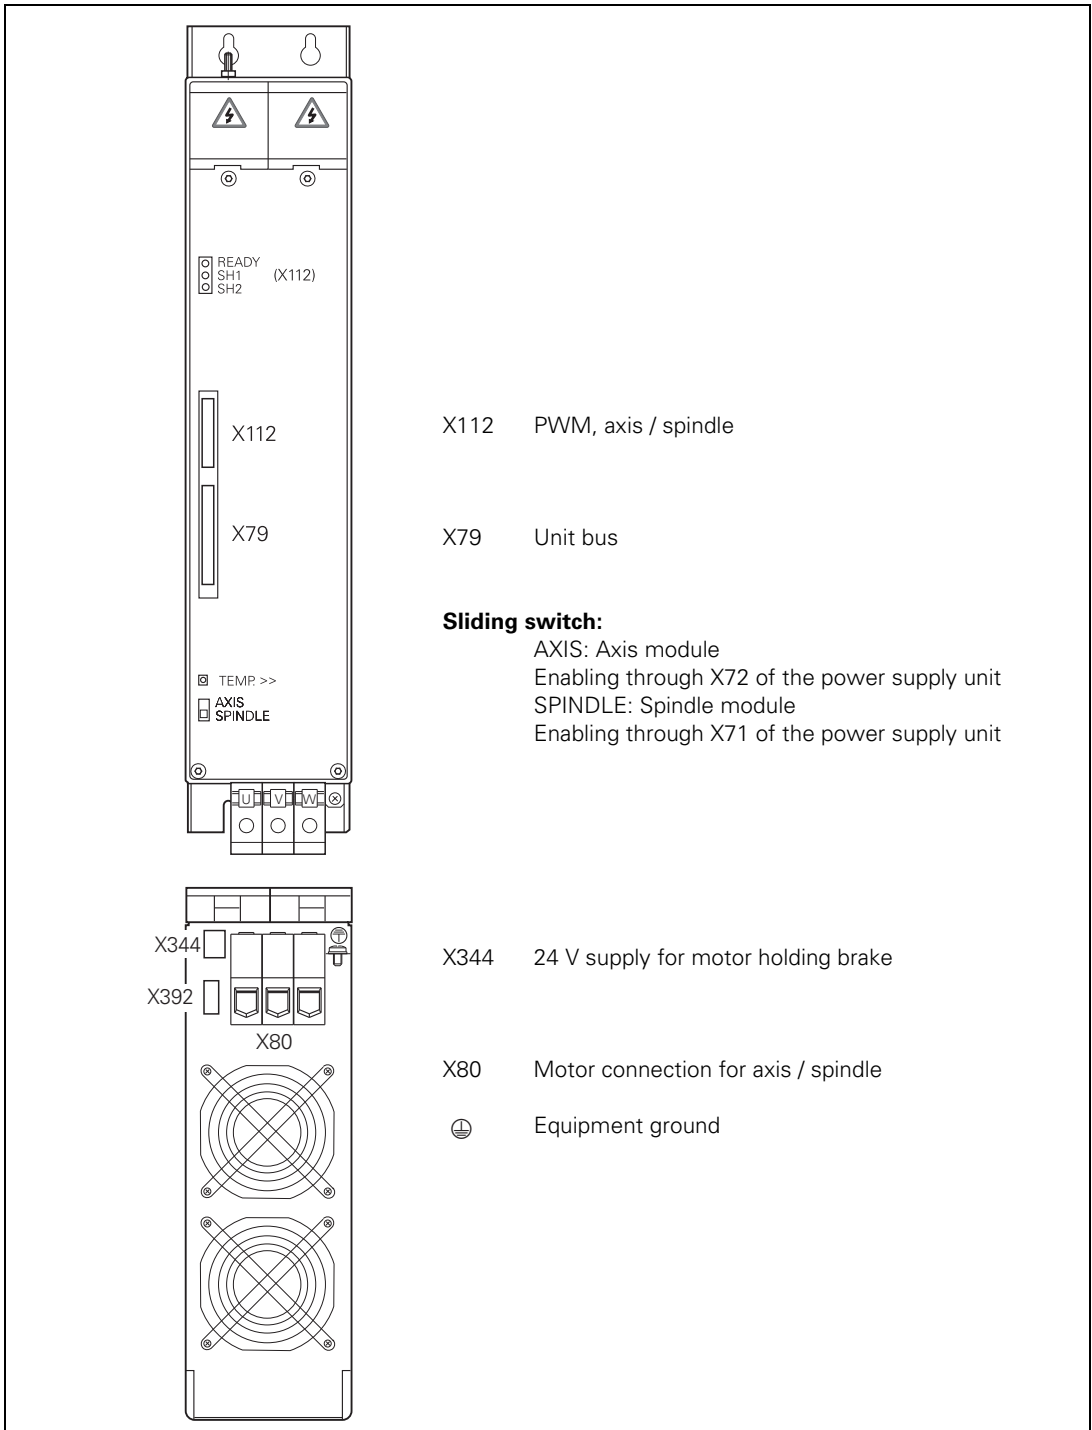 READY
SH1 (X112)
SH2
X112
X112 PWM, axis / spindle
X79
X79 Unit bus
Sliding switch:
AXIS: Axis module
Enabling through X72 of the power supply unit
SPINDLE: Spindle module
Enabling through X71 of the power supply unit
TEMP. >>
AXIS
SPINDLE
U V W
X344
X344 24 V supply for motor holding brake
X392
X80
X80 Motor connection for axis / spindle
Equipment ground